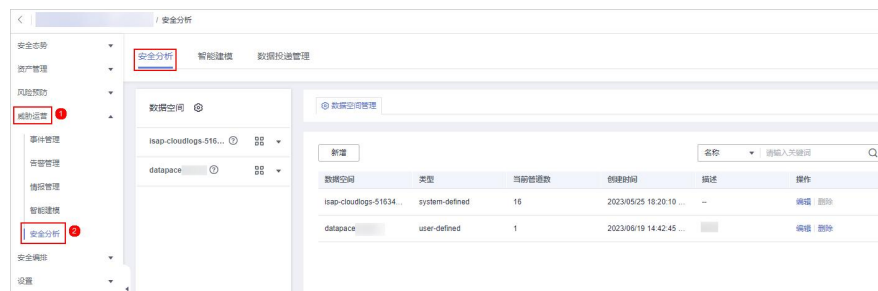 / 安全分析
安全态势
资产管理
风险预防
威胁运营 1
事件管理
告警管理
情报管理
智能建模
安全分析 2
安全编排
设置
安全分析 智能建模 数据投递管理
数据空间
isap-cloudlogs-516...
datapace
数据空间管理
新增 名称 请输入关键词
数据空间 类型 当前管道数 创建时间 描述 操作
isap-cloudlogs-51634... system-defined 16 2023/05/25 18:20:10 ... -- 编辑 删除
datapace user-defined 1 2023/06/19 14:42:45 ... 编辑 删除